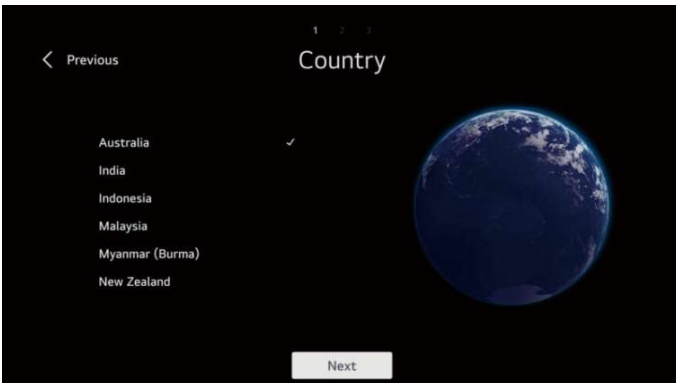 1 2 3
Previous
Country
Australia
India
Indonesia
Malaysia
Myanmar (Burma)
New Zealand
Next